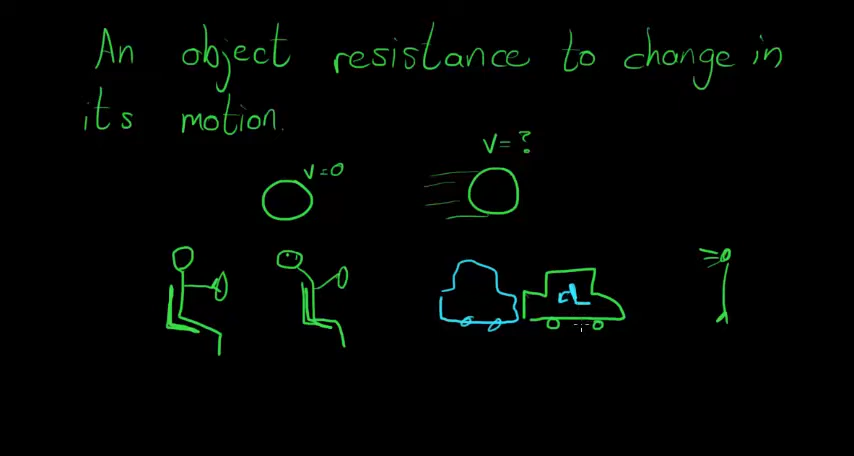 An object resistance to change in
its motion.
v=0
v=?